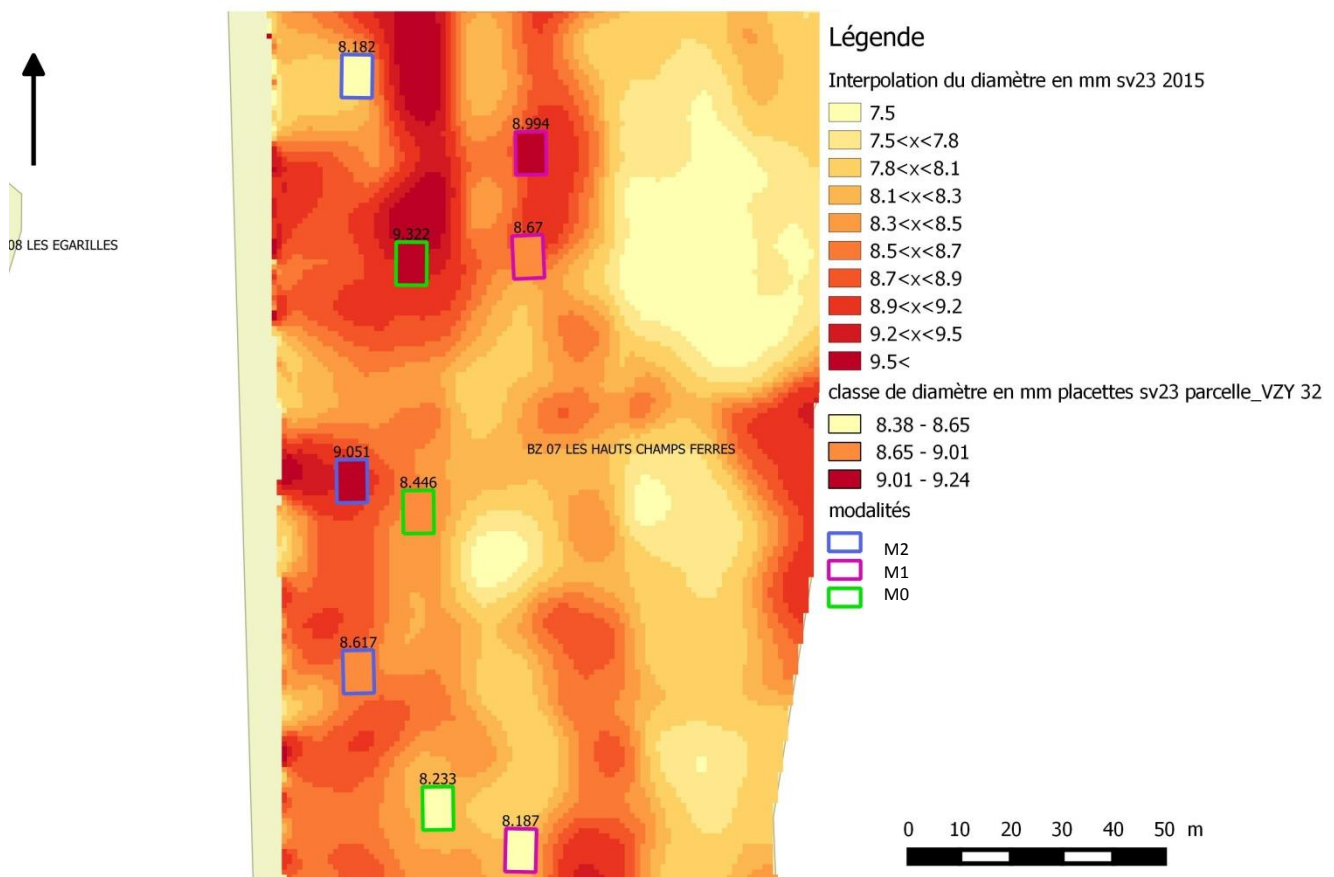 8.182
8.994
9.322
8.67
08 LES EGARILLES
BZ 07 LES HAUTS CHAMPS FERRES
9.051
8.446
8.617
8.233
8.187
Légende
Interpolation du diamètre en mm sv23 2015
7.5
7.5<x<7.8
7.8<x<8.1
8.1<x<8.3
8.3<x<8.5
8.5<x<8.7
8.7<x<8.9
8.9<x<9.2
9.2<x<9.5
9.5<
classe de diamètre en mm placettes sv23 parcelle_VZY 32
8.38 - 8.65
8.65 - 9.01
9.01 - 9.24
modalités
M2
M1
M0
0 10 20 30 40 50 m